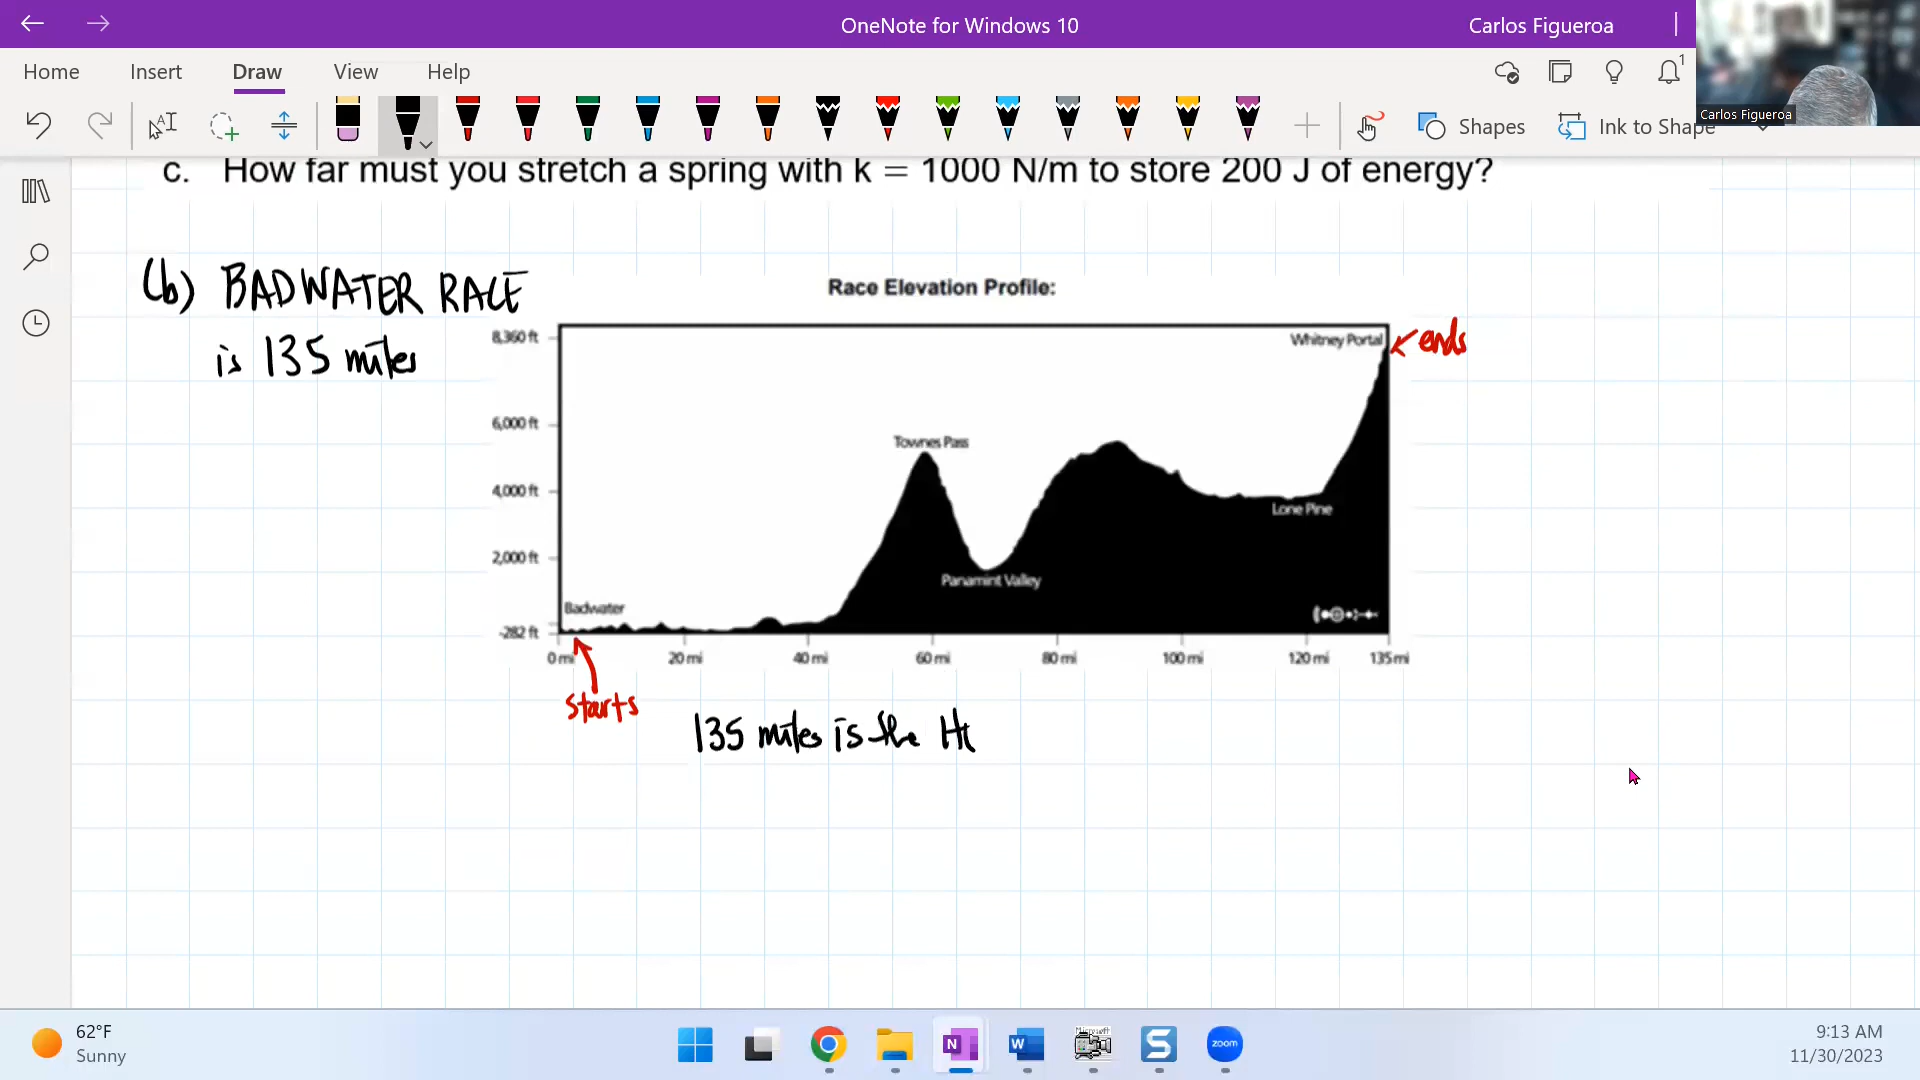 OneNote for Windows 10
Carlos Figueroa
Home Insert Draw View Help
1
Carlos Figueroa
Shapes
Ink to Shape
c. How far must you stretch a spring with k = 1000 N/m to store 200 J of energy?
(b) BADWATER RACE
is 135 miles
Race Elevation Profile:
8,360 ft
Whitney Portal
ends
6,000 ft
Townes Pass
4,000 ft
Lone Pine
2,000 ft
Panamint Valley
Badwater
-282 ft
0 mi 20 mi 40 mi 60 mi 80 mi 100 mi 120 mi 135 mi
starts
135 miles is the
62°F
Sunny
Microsoft
zoom
9:13 AM
11/30/2023